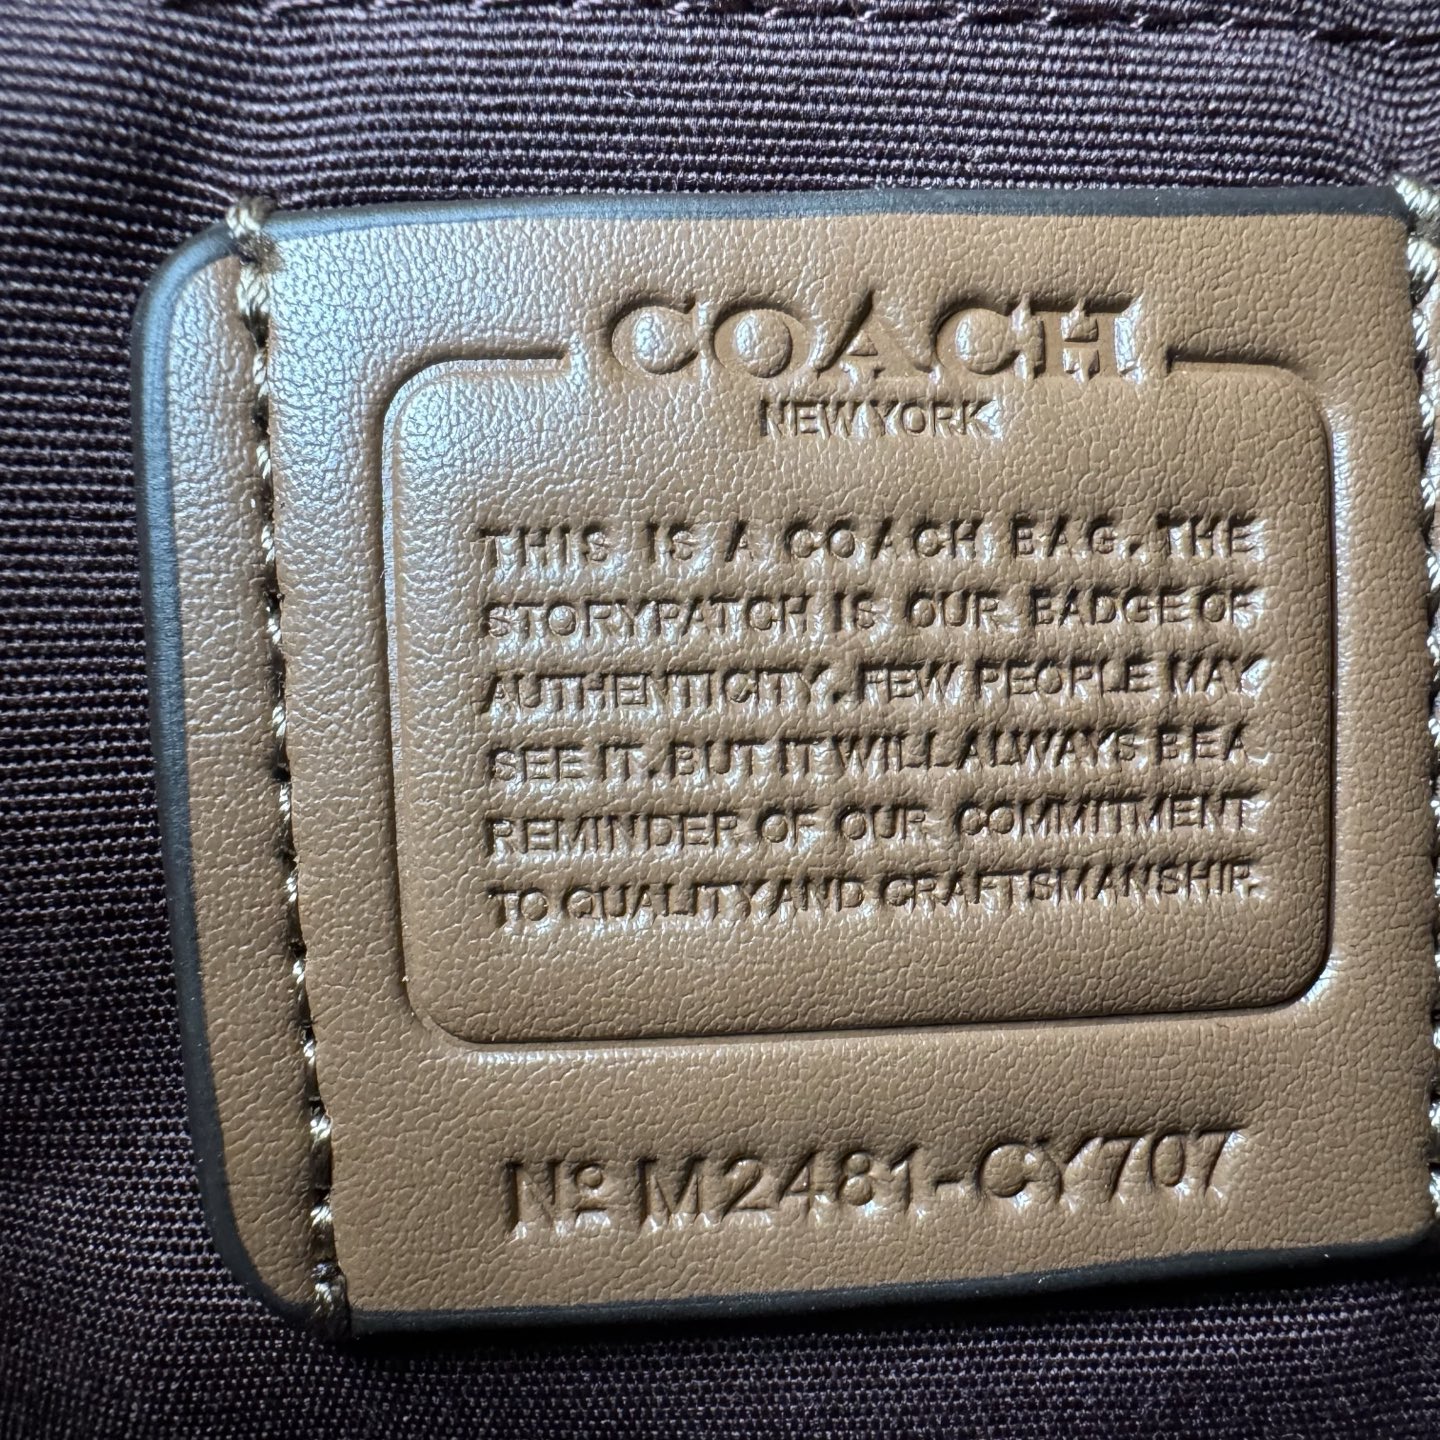 COACH
NEW YORK
THIS IS A COACH BAG. THE
STORYPATCH IS OUR BADGE OF
AUTHENTICITY. FEW PEOPLE MAY
SEE IT. BUT IT WILL ALWAYS BE A
REMINDER OF OUR COMMITMENT
TO QUALITY AND CRAFTSMANSHIP.
Nº M2481-CY707